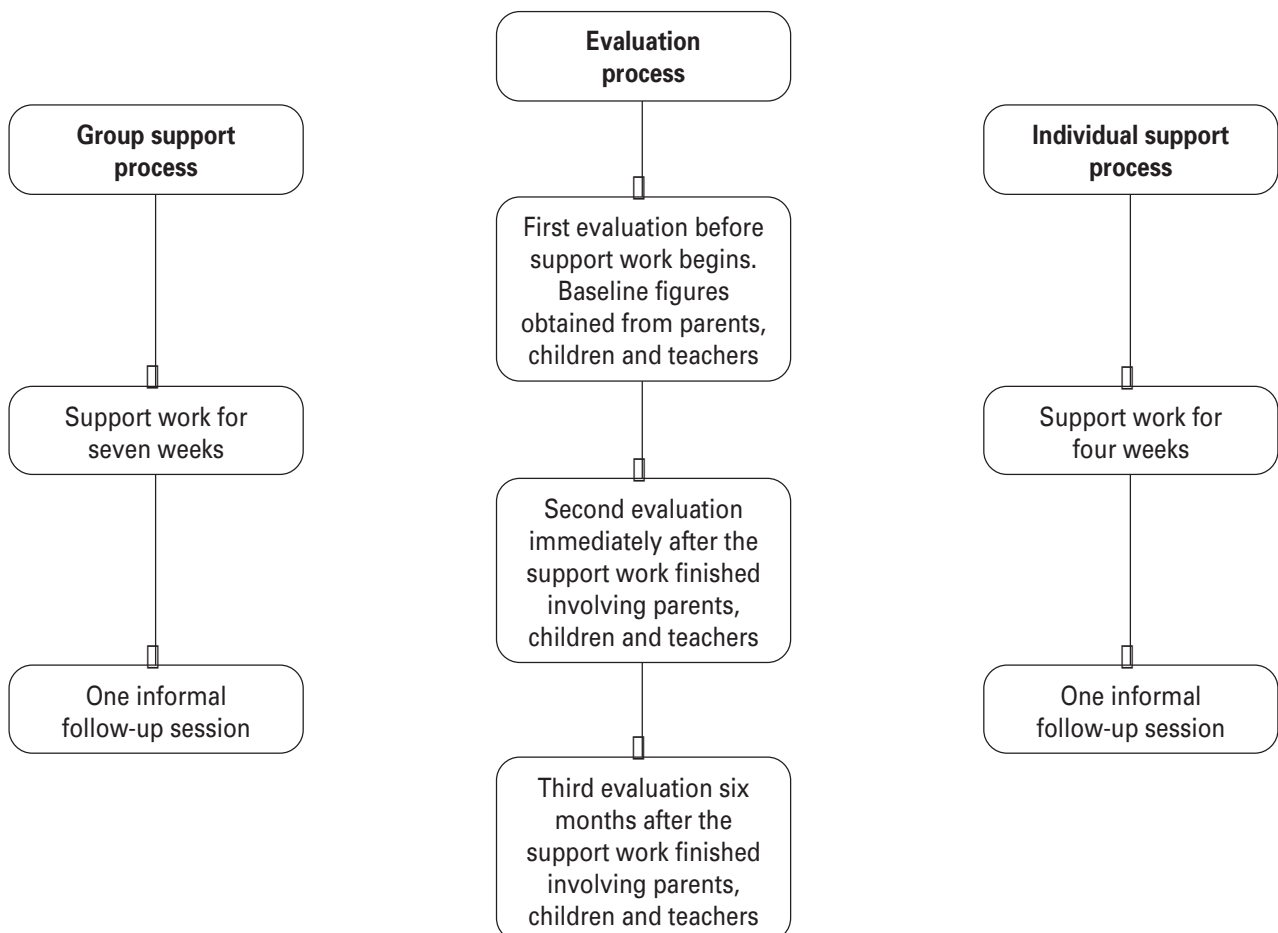 Evaluation
process
Group support
process
Individual support
process
First evaluation before
support work begins.
Baseline figures
obtained from parents,
children and teachers
Support work for
seven weeks
Support work for
four weeks
Second evaluation
immediately after the
support work finished
involving parents,
children and teachers
One informal
follow-up session
One informal
follow-up session
Third evaluation six
months after the
support work finished
involving parents,
children and teachers